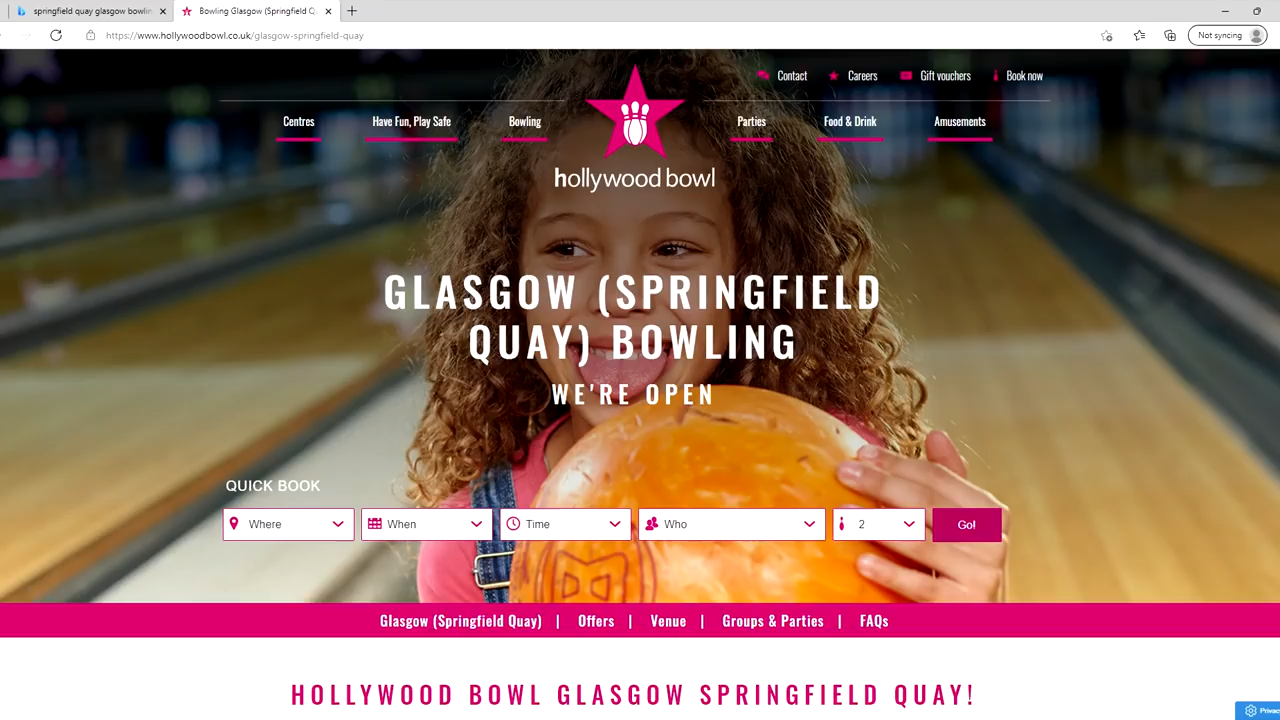 springfield quay glasgow bowlin
Bowling Glasgow (Springfield Q
https://www.hollywoodbowl.co.uk/glasgow-springfield-quay
Not syncing
Contact
Careers
Gift vouchers
Book now
Centres
Have Fun, Play Safe
Bowling
Parties
Food & Drink
Amusements
hollywood bowl
GLASGOW (SPRINGFIELD
QUAY) BOWLING
WE'RE OPEN
QUICK BOOK
Where
When
Time
Who
2
Go!
Glasgow (Springfield Quay) | Offers | Venue | Groups & Parties | FAQs
HOLLYWOOD BOWL GLASGOW SPRINGFIELD QUAY!
Privac